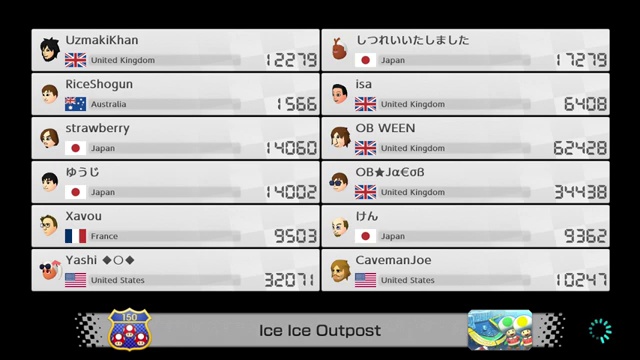 UzmakiKhan
United Kingdom 12279
RiceShogun
Australia 1566
strawberry
Japan 14060
ゆうじ
Japan 14002
Xavou
France 9503
Yashi ◆○◆
United States 32071
しつれいいたしました
Japan 17279
isa
United Kingdom 6408
OB WEEN
United Kingdom 62428
OB★Jα€σß
United Kingdom 34438
けん
Japan 9362
CavemanJoe
United States 10247
150
Ice Ice Outpost